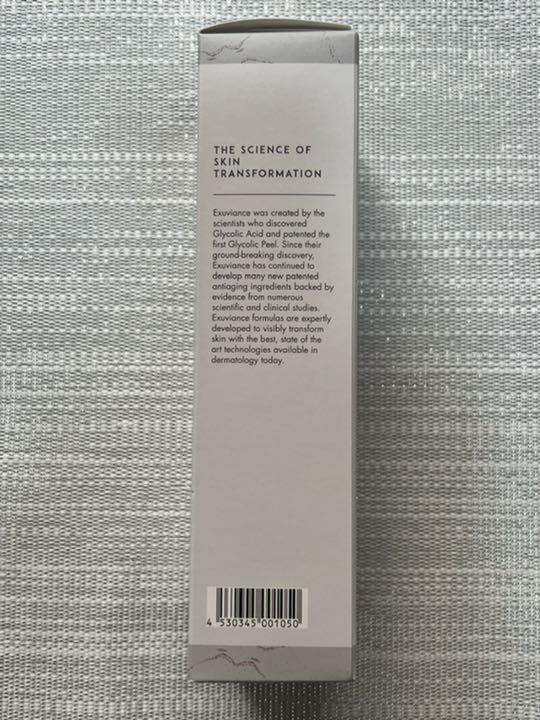 THE SCIENCE OF
SKIN
TRANSFORMATION
Exuviance was created by the
scientists who discovered
Glycolic Acid and patented the
first Glycolic Peel. Since their
ground-breaking discovery,
Exuviance has continued to
develop many new patented
antiaging ingredients backed by
evidence from numerous
scientific and clinical studies.
Exuviance formulas are expertly
developed to visibly transform
skin with the best, state of the
art technologies available in
dermatology today.
4 530345 001050